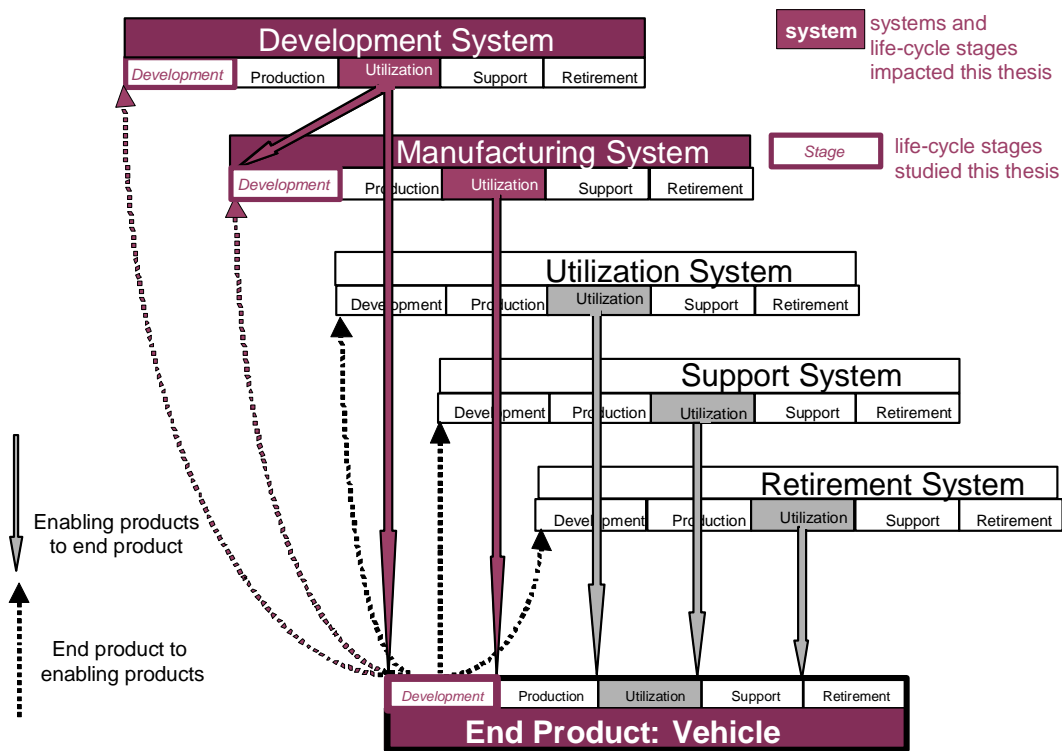 Development System
Development Production Utilization Support Retirement
system
systems and
life-cycle stages
impacted this thesis
Manufacturing System
Development Production Utilization Support Retirement
Stage
life-cycle stages
studied this thesis
Utilization System
Development Production Utilization Support Retirement
Support System
Development Production Utilization Support Retirement
Retirement System
Development Production Utilization Support Retirement
Enabling products
to end product
End product to
enabling products
Development Production Utilization Support Retirement
End Product: Vehicle